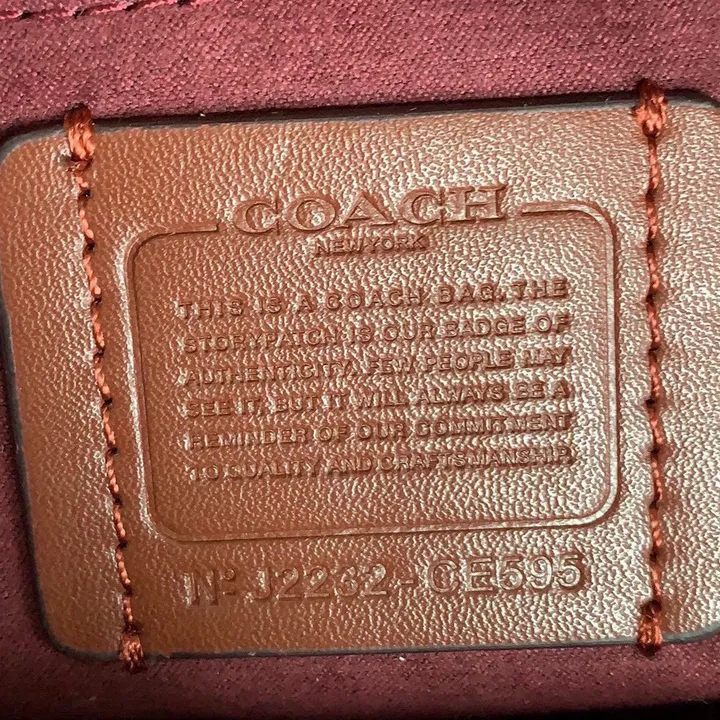 COACH
NEW YORK
THIS IS A COACH BAG. THE
STORYPATCH IS OUR BADGE OF
AUTHENTICITY. FEW PEOPLE MAY
SEE IT, BUT IT WILL ALWAYS BE A
REMINDER OF OUR COMMITMENT
TO QUALITY AND CRAFTSMANSHIP.
Nº J2232-CE595